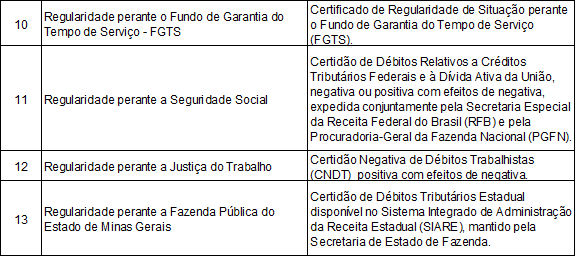 10
Regularidade perante o Fundo de Garantia do
Tempo de Serviço - FGTS
Certificado de Regularidade de Situação perante
o Fundo de Garantia do Tempo de Serviço
(FGTS).
11
Regularidade perante a Seguridade Social
Certidão de Débitos Relativos a Créditos
Tributários Federais e à Dívida Ativa da União,
negativa ou positiva com efeitos de negativa,
expedida conjuntamente pela Secretaria Especial
da Receita Federal do Brasil (RFB) e pela
Procuradoria-Geral da Fazenda Nacional (PGFN).
12
Regularidade perante a Justiça do Trabalho
Certidão Negativa de Débitos Trabalhistas
(CNDT) positiva com efeitos de negativa.
13
Regularidade perante a Fazenda Pública do
Estado de Minas Gerais
Certidão de Débitos Tributários Estadual
disponível no Sistema Integrado de Administração
da Receita Estadual (SIARE), mantido pela
Secretaria de Estado de Fazenda.